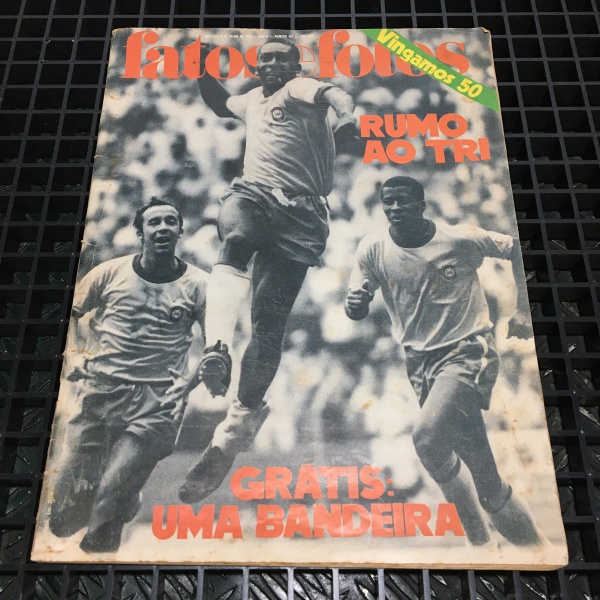 fatos e fotos
Vingamos 50
RUMO
AO TRI
GRÁTIS:
UMA BANDEIRA